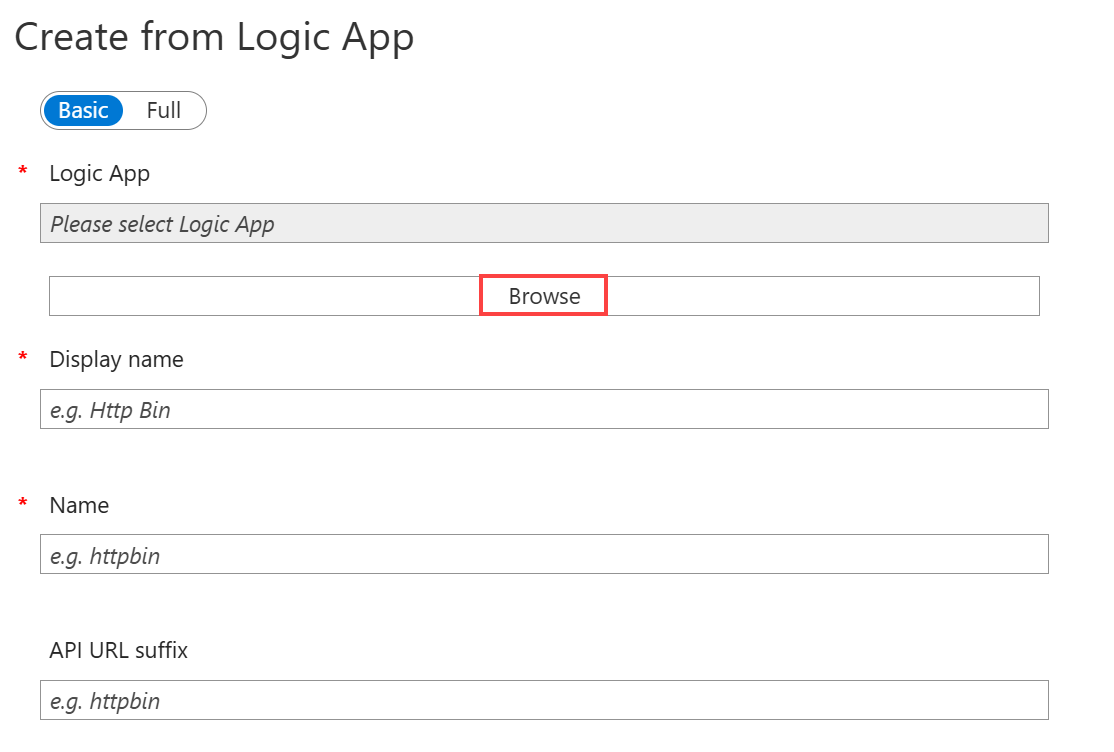 Create from Logic App
Basic Full
* Logic App
Please select Logic App
Browse
* Display name
e.g. Http Bin
* Name
e.g. httpbin
API URL suffix
e.g. httpbin